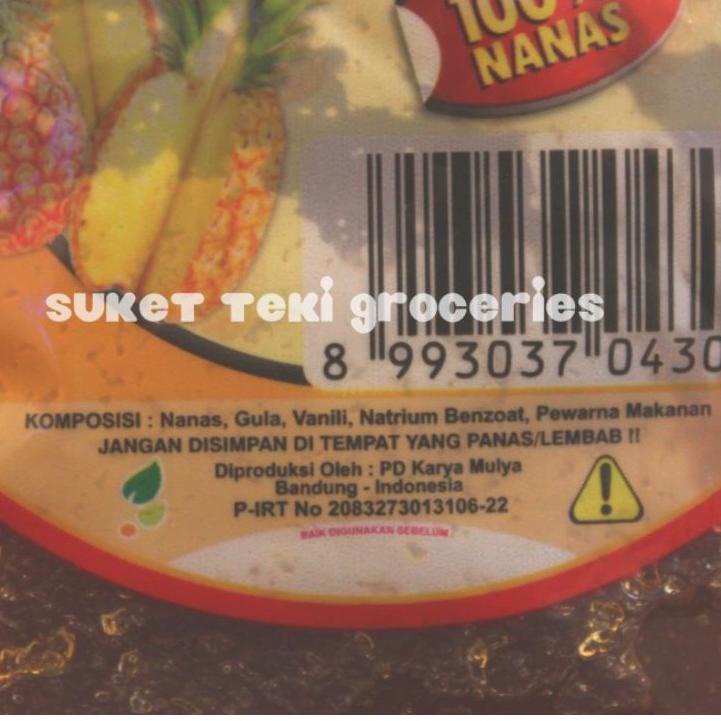 100%
NANAS
suket teki groceries
8 993037 0430
KOMPOSISI : Nanas, Gula, Vanili, Natrium Benzoat, Pewarna Makanan
JANGAN DISIMPAN DI TEMPAT YANG PANAS/LEMBAB !!
Diproduksi Oleh : PD Karya Mulya
Bandung - Indonesia
P-IRT No 2083273013106-22
BAIK DIGUNAKAN SEBELUM :